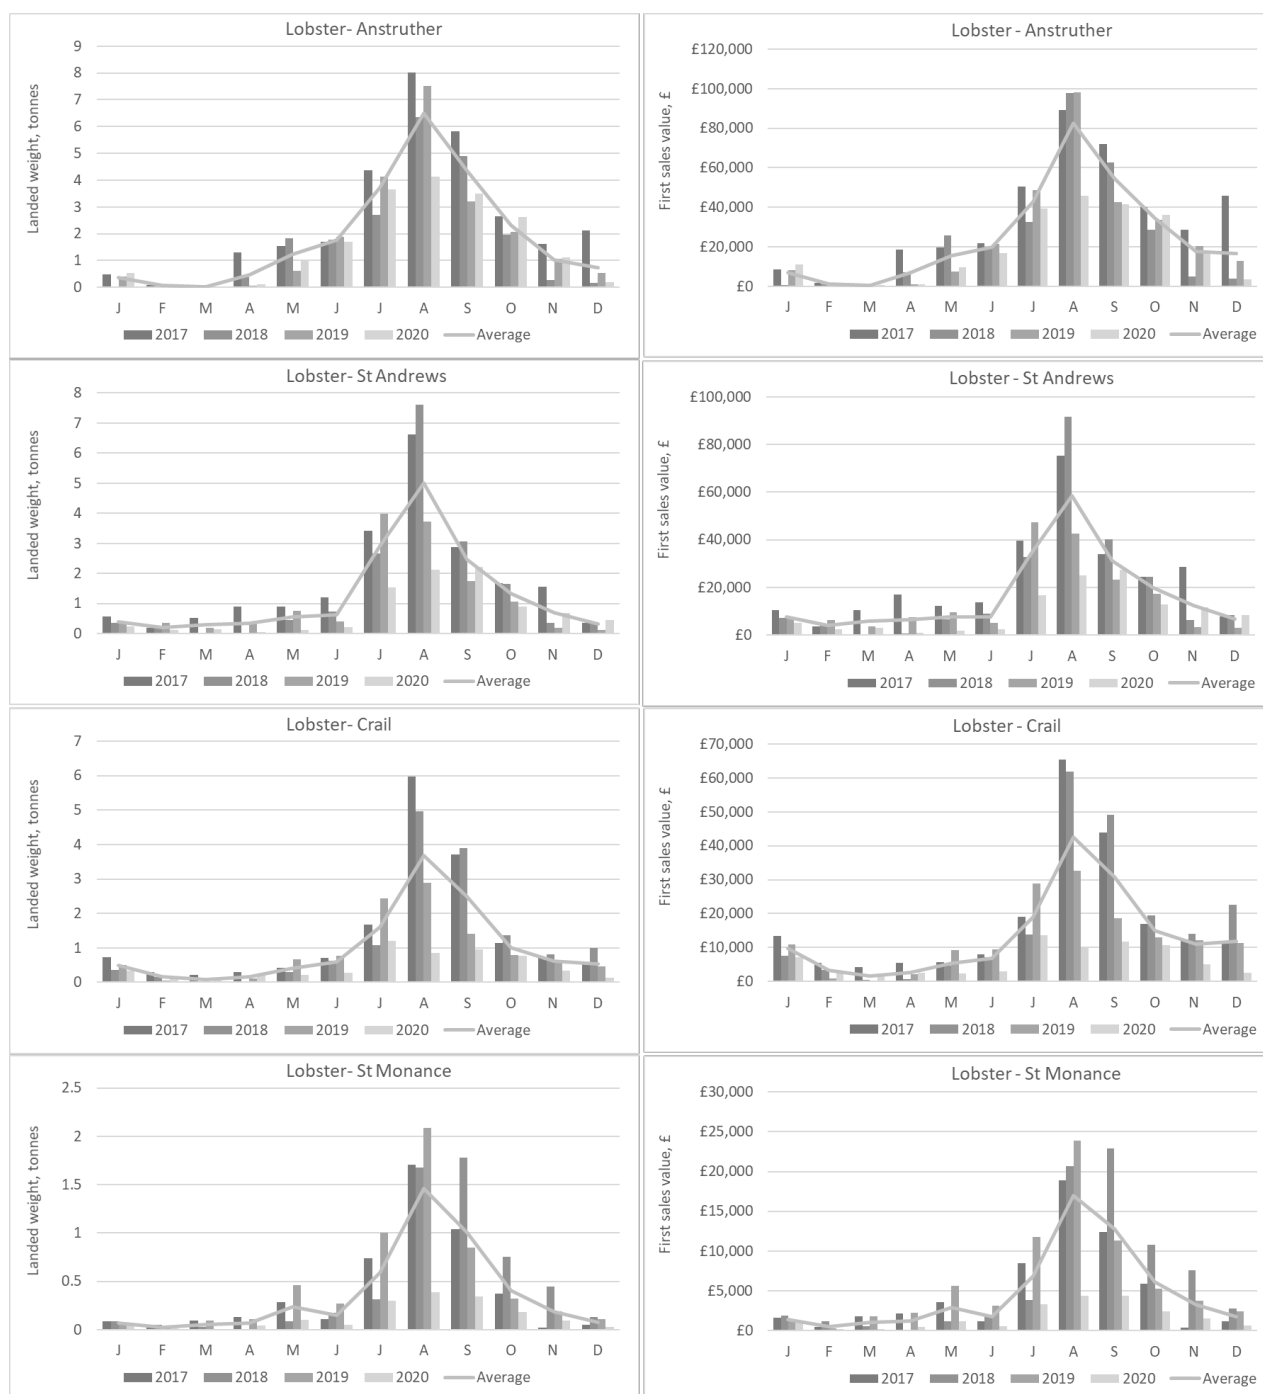 Lobster- Anstruther
Landed weight, tonnes
9
8
7
6
5
4
3
2
1
0
J F M A M J J A S O N D
2017 2018 2019 2020 Average
Lobster - Anstruther
First sales value, £
£120,000
£100,000
£80,000
£60,000
£40,000
£20,000
£0
J F M A M J J A S O N D
2017 2018 2019 2020 Average
Lobster- St Andrews
Landed weight, tonnes
8
7
6
5
4
3
2
1
0
J F M A M J J A S O N D
2017 2018 2019 2020 Average
Lobster - St Andrews
First sales value, £
£100,000
£80,000
£60,000
£40,000
£20,000
£0
J F M A M J J A S O N D
2017 2018 2019 2020 Average
Lobster- Crail
Landed weight, tonnes
7
6
5
4
3
2
1
0
J F M A M J J A S O N D
2017 2018 2019 2020 Average
Lobster - Crail
First sales value, £
£70,000
£60,000
£50,000
£40,000
£30,000
£20,000
£10,000
£0
J F M A M J J A S O N D
2017 2018 2019 2020 Average
Lobster- St Monance
Landed weight, tonnes
2.5
2
1.5
1
0.5
0
J F M A M J J A S O N D
2017 2018 2019 2020 Average
Lobster - St Monance
First sales value, £
£30,000
£25,000
£20,000
£15,000
£10,000
£5,000
£0
J F M A M J J A S O N D
2017 2018 2019 2020 Average